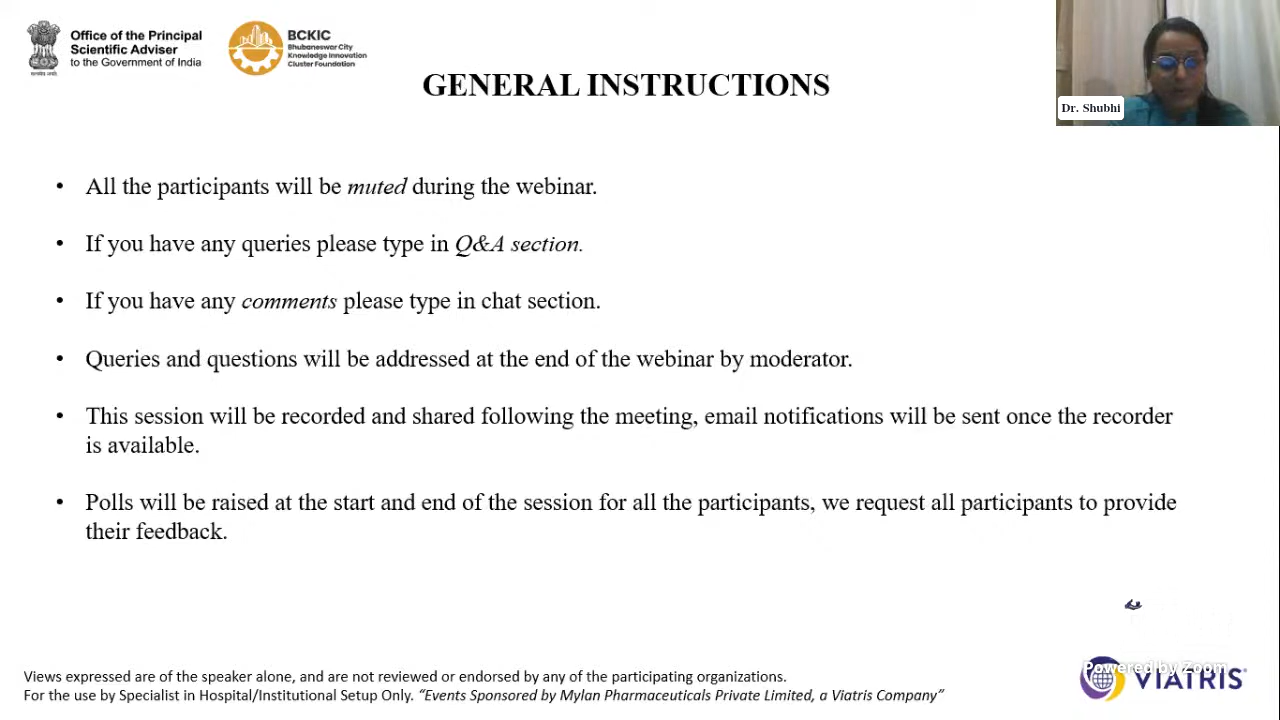 Office of the Principal
Scientific Adviser
to the Government of India
BCKIC
Bhubaneswar City
Knowledge Innovation
Cluster Foundation
GENERAL INSTRUCTIONS
Dr. Shubhi
• All the participants will be muted during the webinar.
• If you have any queries please type in Q&A section.
• If you have any comments please type in chat section.
• Queries and questions will be addressed at the end of the webinar by moderator.
• This session will be recorded and shared following the meeting, email notifications will be sent once the recorder
is available.
• Polls will be raised at the start and end of the session for all the participants, we request all participants to provide
their feedback.
Views expressed are of the speaker alone, and are not reviewed or endorsed by any of the participating organizations.
For the use by Specialist in Hospital/Institutional Setup Only. “Events Sponsored by Mylan Pharmaceuticals Private Limited, a Viatris Company”
Powered by Zoom
VIATRIS